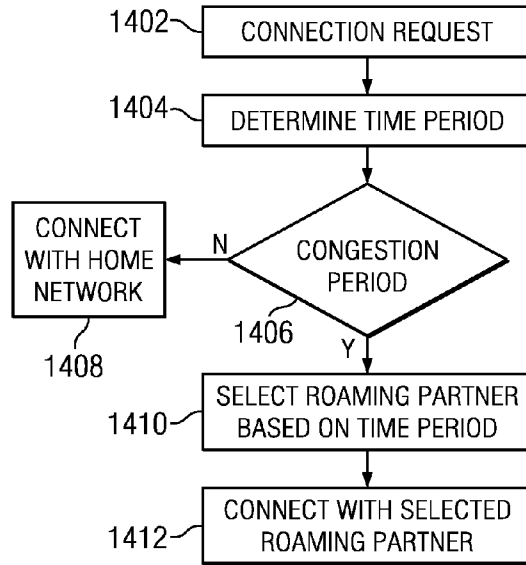 1402
CONNECTION REQUEST
1404
DETERMINE TIME PERIOD
CONNECT
WITH HOME
NETWORK
N
CONGESTION
PERIOD
1406
1408
Y
1410
SELECT ROAMING PARTNER
BASED ON TIME PERIOD
1412
CONNECT WITH SELECTED
ROAMING PARTNER